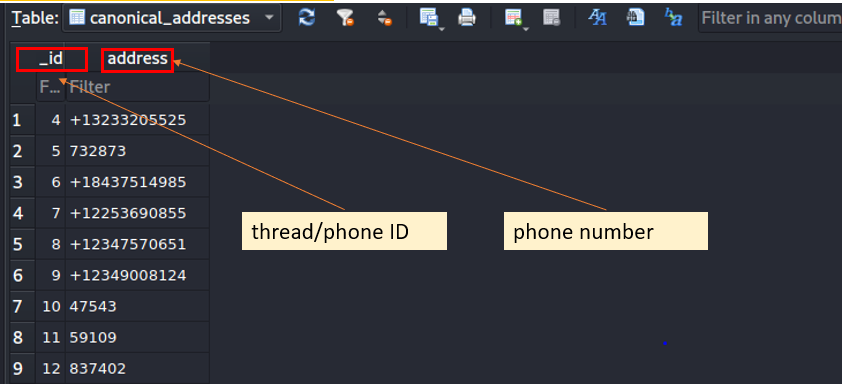 Table: canonical_addresses Filter in any colum
_id address
F... Filter
1 4 +13233205525
2 5 732873
3 6 +18437514985
4 7 +12253690855
5 8 +12347570651
6 9 +12349008124
7 10 47543
8 11 59109
9 12 837402
thread/phone ID
phone number